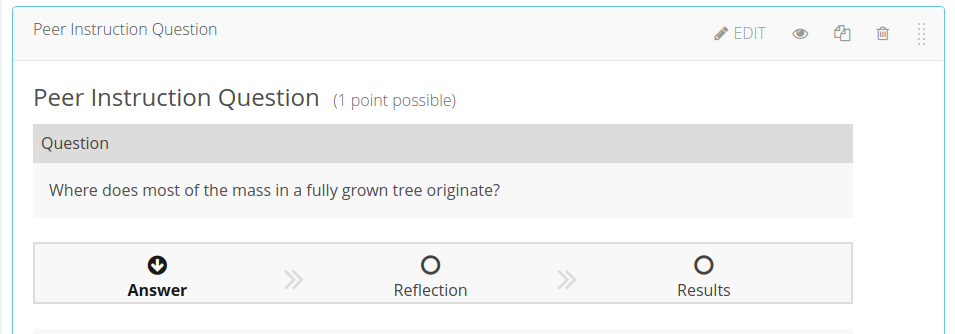 Peer Instruction Question
EDIT
Peer Instruction Question (1 point possible)
Question
Where does most of the mass in a fully grown tree originate?
Answer
Reflection
Results